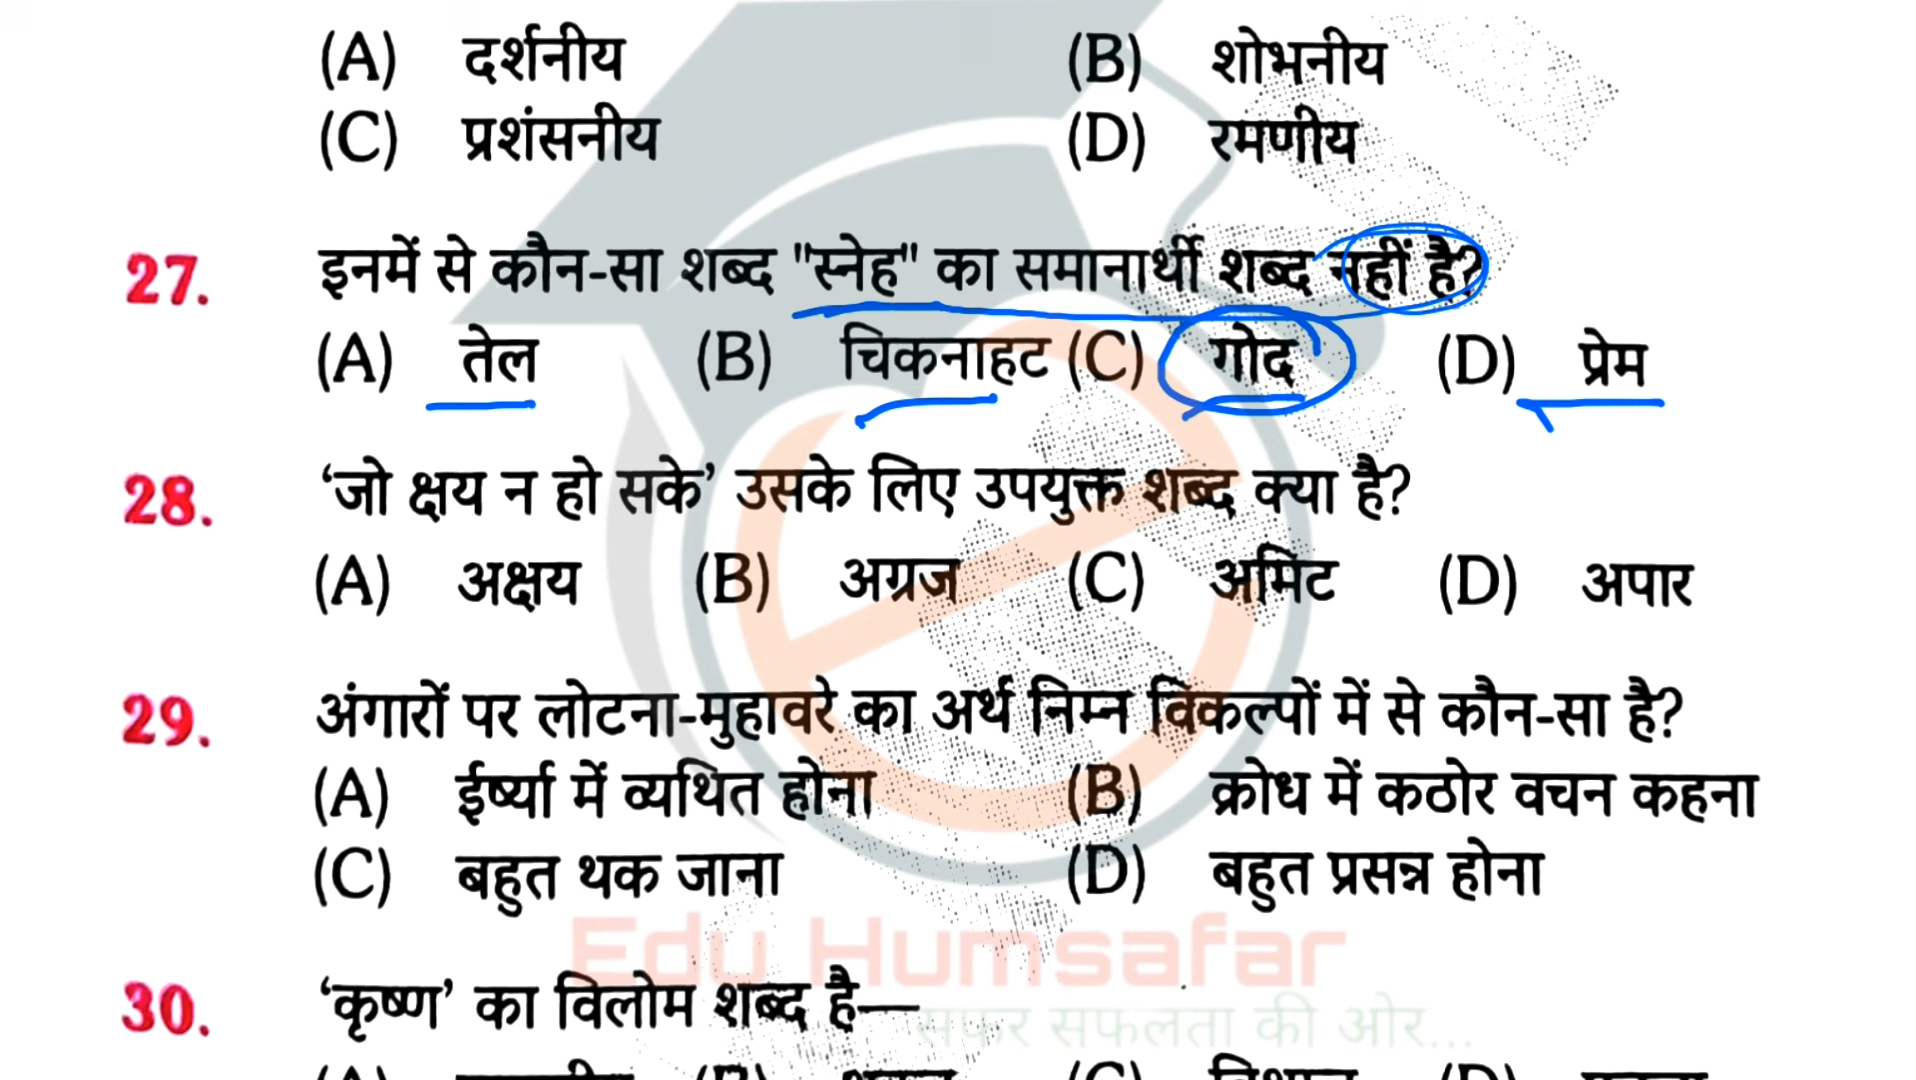 (A) दर्शनीय (B) शोभनीय
(C) प्रशंसनीय (D) रमणीय
27. इनमें से कौन-सा शब्द "स्नेह" का समानार्थी शब्द नहीं है?
(A) तेल (B) चिकनाहट (C) गोद (D) प्रेम
28. ‘जो क्षय न हो सके’ उसके लिए उपयुक्त शब्द क्या है?
(A) अक्षय (B) अग्रज (C) अमिट (D) अपार
29. अंगारों पर लोटना-मुहावरे का अर्थ निम्न विकल्पों में से कौन-सा है?
(A) ईर्ष्या में व्यथित होना (B) क्रोध में कठोर वचन कहना
(C) बहुत थक जाना (D) बहुत प्रसन्न होना
Edu Humsafar
30. ‘कृष्ण’ का विलोम शब्द है—
सफर सफलता की ओर...